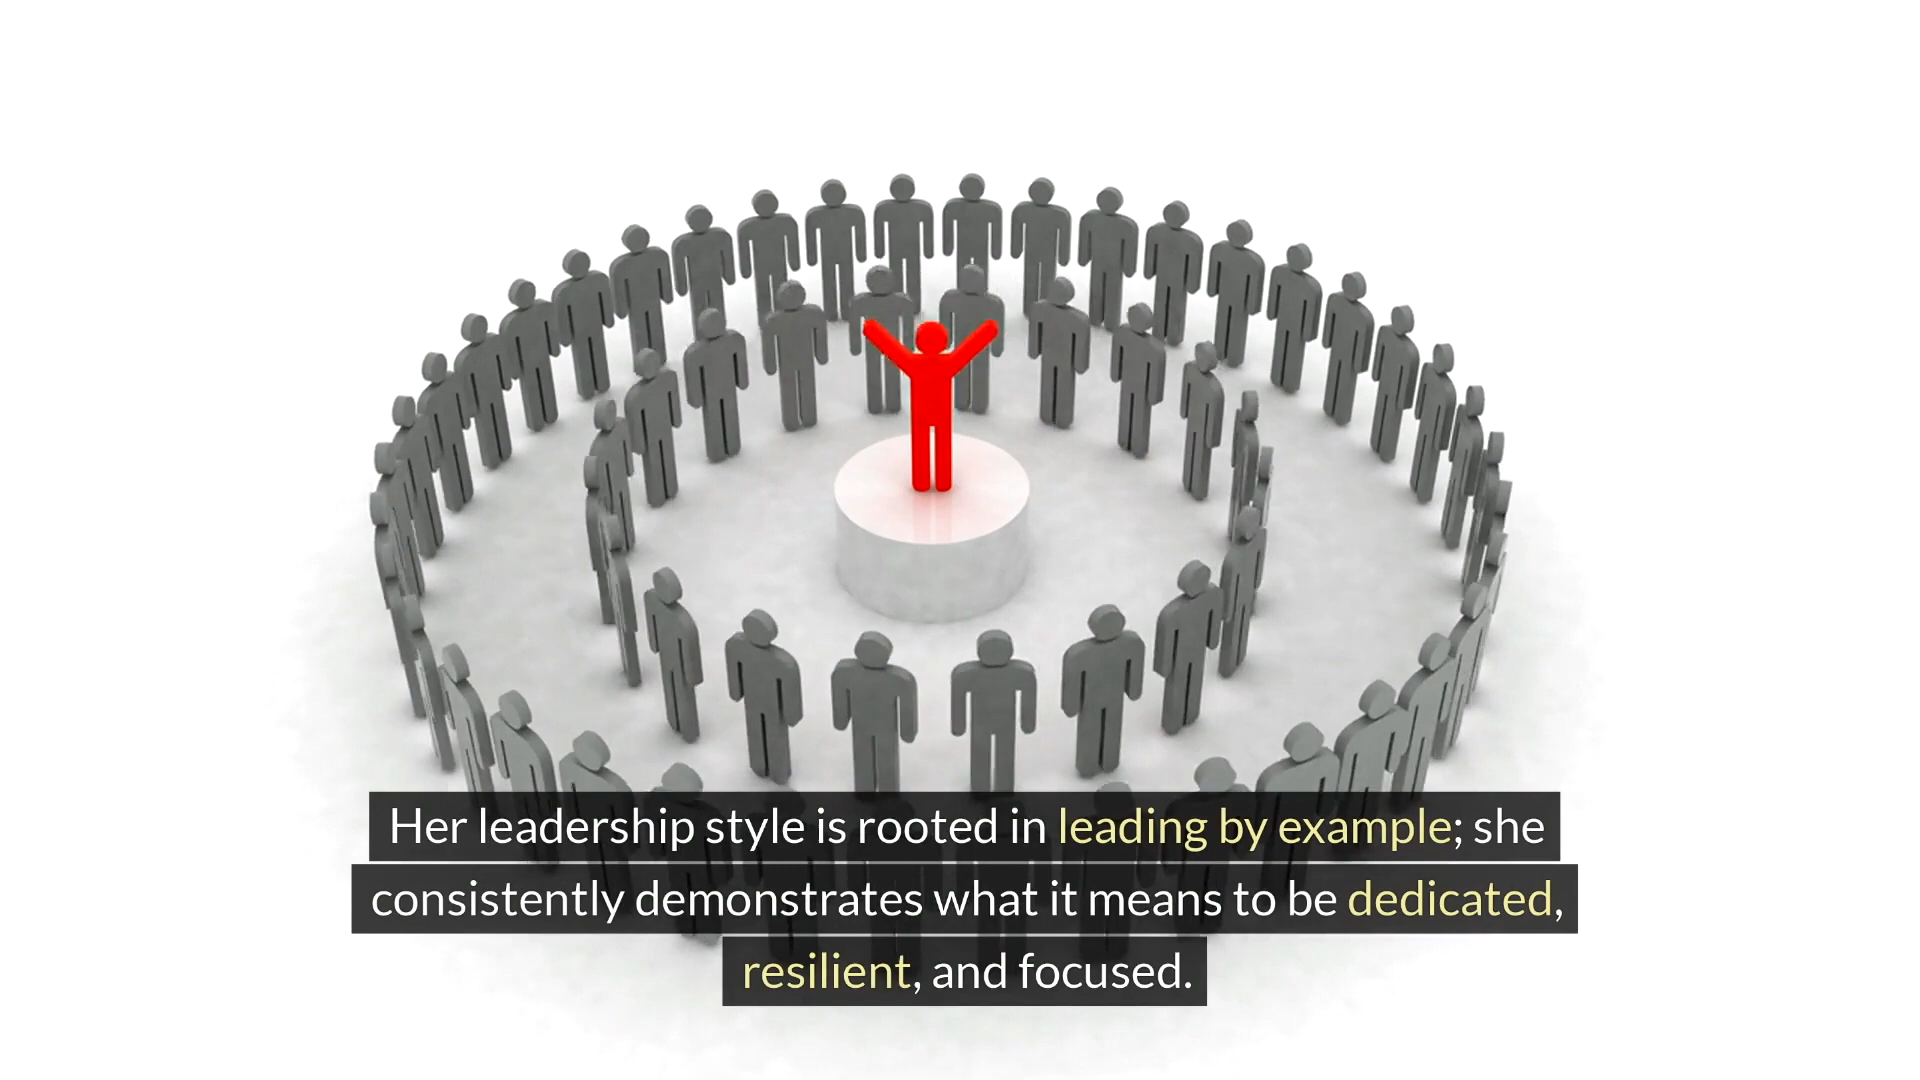 Her leadership style is rooted in leading by example; she
consistently demonstrates what it means to be dedicated,
resilient, and focused.